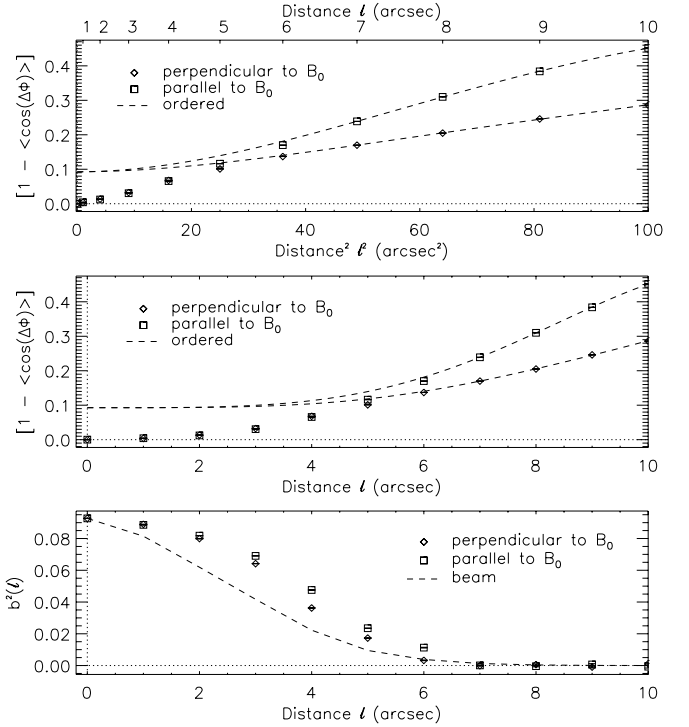 Distance ℓ (arcsec)
1 2 3 4 5 6 7 8 9 10
[1 - <cos(ΔΦ)>]
0.4
0.3
0.2
0.1
0.0
perpendicular to B₀
parallel to B₀
ordered
0 20 40 60 80 100
Distance² ℓ² (arcsec²)
[1 - <cos(ΔΦ)>]
0.4
0.3
0.2
0.1
0.0
perpendicular to B₀
parallel to B₀
ordered
0 2 4 6 8 10
Distance ℓ (arcsec)
b²(ℓ)
0.08
0.06
0.04
0.02
0.00
perpendicular to B₀
parallel to B₀
beam
0 2 4 6 8 10
Distance ℓ (arcsec)